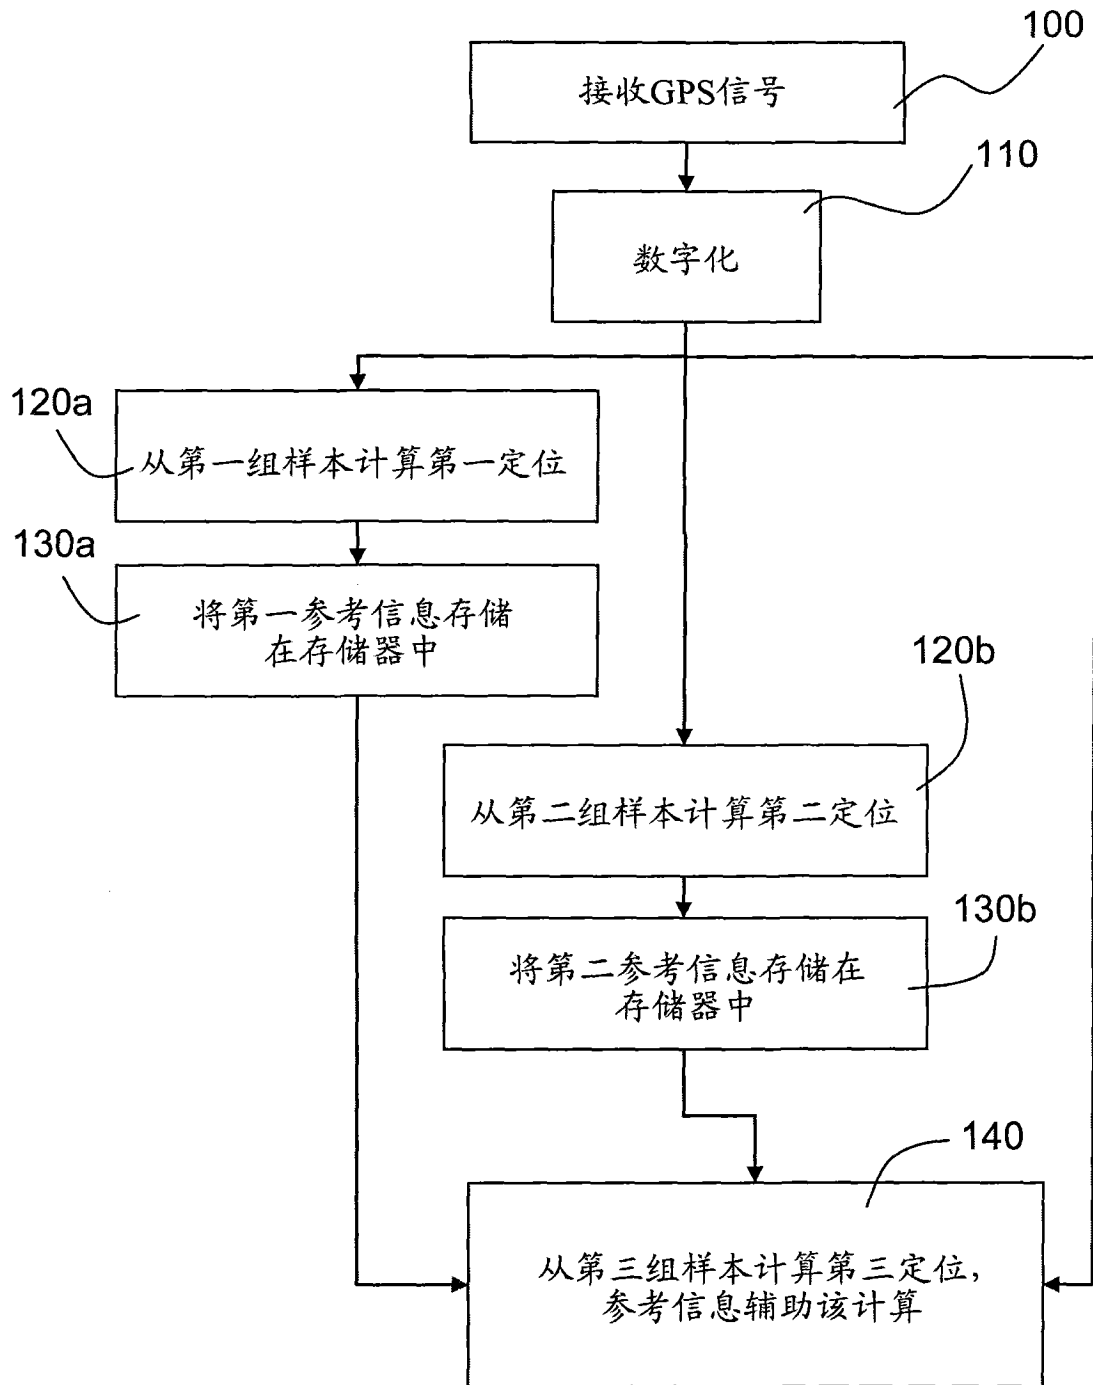 100
接收GPS信号
110
数字化
120a
从第一组样本计算第一定位
130a
将第一参考信息存储
在存储器中
120b
从第二组样本计算第二定位
130b
将第二参考信息存储在
存储器中
140
从第三组样本计算第三定位，
参考信息辅助该计算